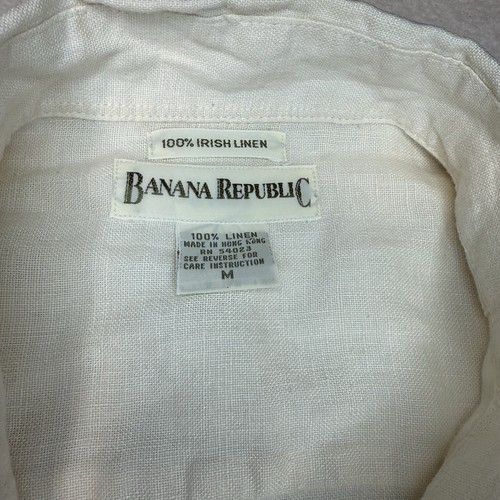 100% IRISH LINEN
BANANA REPUBLIC
100% LINEN
MADE IN HONG KONG
RN 54023
SEE REVERSE FOR
CARE INSTRUCTION
M